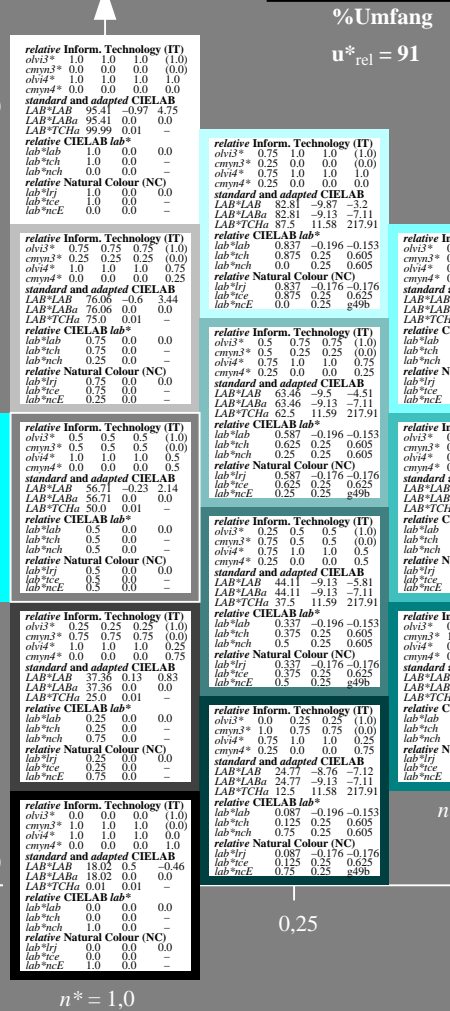 %Umfang
u*rel = 91
relative Inform. Technology (IT)
olvi3* 1.0 1.0 1.0 (1.0)
cmyn3* 0.0 0.0 0.0 (0.0)
olvi4* 1.0 1.0 1.0 1.0
cmyn4* 0.0 0.0 0.0 0.0
standard and adapted CIELAB
LAB*LAB 95.41 −0.97 4.75
LAB*LABa 95.41 0.0 0.0
LAB*TCHa 99.99 0.01 –
relative CIELAB lab*
lab*lab 1.0 0.0 0.0
lab*tch 1.0 0.0 –
lab*nch 0.0 0.0 –
relative Natural Colour (NC)
lab*lrj 1.0 0.0 0.0
lab*tce 1.0 0.0 –
lab*ncE 0.0 0.0 –
relative Inform. Technology (IT)
olvi3* 0.75 0.75 0.75 (1.0)
cmyn3* 0.25 0.25 0.25 (0.0)
olvi4* 1.0 1.0 1.0 0.75
cmyn4* 0.0 0.0 0.0 0.25
standard and adapted CIELAB
LAB*LAB 76.06 −0.6 3.44
LAB*LABa 76.06 0.0 0.0
LAB*TCHa 75.0 0.01 –
relative CIELAB lab*
lab*lab 0.75 0.0 0.0
lab*tch 0.75 0.0 –
lab*nch 0.25 0.0 –
relative Natural Colour (NC)
lab*lrj 0.75 0.0 0.0
lab*tce 0.75 0.0 –
lab*ncE 0.25 0.0 –
relative Inform. Technology (IT)
olvi3* 0.5 0.5 0.5 (1.0)
cmyn3* 0.5 0.5 0.5 (0.0)
olvi4* 1.0 1.0 1.0 0.5
cmyn4* 0.0 0.0 0.0 0.5
standard and adapted CIELAB
LAB*LAB 56.71 −0.23 2.14
LAB*LABa 56.71 0.0 0.0
LAB*TCHa 50.0 0.01 –
relative CIELAB lab*
lab*lab 0.5 0.0 0.0
lab*tch 0.5 0.0 –
lab*nch 0.5 0.0 –
relative Natural Colour (NC)
lab*lrj 0.5 0.0 0.0
lab*tce 0.5 0.0 –
lab*ncE 0.5 0.0 –
relative Inform. Technology (IT)
olvi3* 0.25 0.25 0.25 (1.0)
cmyn3* 0.75 0.75 0.75 (0.0)
olvi4* 1.0 1.0 1.0 0.25
cmyn4* 0.0 0.0 0.0 0.75
standard and adapted CIELAB
LAB*LAB 37.36 0.13 0.83
LAB*LABa 37.36 0.0 0.0
LAB*TCHa 25.0 0.01 –
relative CIELAB lab*
lab*lab 0.25 0.0 0.0
lab*tch 0.25 0.0 –
lab*nch 0.75 0.0 –
relative Natural Colour (NC)
lab*lrj 0.25 0.0 0.0
lab*tce 0.25 0.0 –
lab*ncE 0.75 0.0 –
relative Inform. Technology (IT)
olvi3* 0.0 0.0 0.0 (1.0)
cmyn3* 1.0 1.0 1.0 (0.0)
olvi4* 1.0 1.0 1.0 0.0
cmyn4* 0.0 0.0 0.0 1.0
standard and adapted CIELAB
LAB*LAB 18.02 0.5 −0.46
LAB*LABa 18.02 0.0 0.0
LAB*TCHa 0.01 0.01 –
relative CIELAB lab*
lab*lab 0.0 0.0 0.0
lab*tch 0.0 0.0 –
lab*nch 1.0 0.0 –
relative Natural Colour (NC)
lab*lrj 0.0 0.0 0.0
lab*tce 0.0 0.0 –
lab*ncE 1.0 0.0 –
n* = 1,0
relative Inform. Technology (IT)
olvi3* 0.75 1.0 1.0 (1.0)
cmyn3* 0.25 0.0 0.0 (0.0)
olvi4* 0.75 1.0 1.0 1.0
cmyn4* 0.25 0.0 0.0 0.0
standard and adapted CIELAB
LAB*LAB 82.81 −9.87 −3.2
LAB*LABa 82.81 −9.13 −7.11
LAB*TCHa 87.5 11.58 217.91
relative CIELAB lab*
lab*lab 0.837 −0.196 −0.153
lab*tch 0.875 0.25 0.605
lab*nch 0.0 0.25 0.605
relative Natural Colour (NC)
lab*lrj 0.837 −0.176 −0.176
lab*tce 0.875 0.25 0.625
lab*ncE 0.0 0.25 g49b
relative Inform. Technology (IT)
olvi3* 0.5 0.75 0.75 (1.0)
cmyn3* 0.5 0.25 0.25 (0.0)
olvi4* 0.75 1.0 1.0 0.75
cmyn4* 0.25 0.0 0.0 0.25
standard and adapted CIELAB
LAB*LAB 63.46 −9.5 −4.51
LAB*LABa 63.46 −9.13 −7.11
LAB*TCHa 62.5 11.59 217.91
relative CIELAB lab*
lab*lab 0.587 −0.196 −0.153
lab*tch 0.625 0.25 0.605
lab*nch 0.25 0.25 0.605
relative Natural Colour (NC)
lab*lrj 0.587 −0.176 −0.176
lab*tce 0.625 0.25 0.625
lab*ncE 0.25 0.25 g49b
relative Inform. Technology (IT)
olvi3* 0.25 0.5 0.5 (1.0)
cmyn3* 0.75 0.5 0.5 (0.0)
olvi4* 0.75 1.0 1.0 0.5
cmyn4* 0.25 0.0 0.0 0.5
standard and adapted CIELAB
LAB*LAB 44.11 −9.13 −5.81
LAB*LABa 44.11 −9.13 −7.11
LAB*TCHa 37.5 11.59 217.91
relative CIELAB lab*
lab*lab 0.337 −0.196 −0.153
lab*tch 0.375 0.25 0.605
lab*nch 0.5 0.25 0.605
relative Natural Colour (NC)
lab*lrj 0.337 −0.176 −0.176
lab*tce 0.375 0.25 0.625
lab*ncE 0.5 0.25 g49b
relative Inform. Technology (IT)
olvi3* 0.0 0.25 0.25 (1.0)
cmyn3* 1.0 0.75 0.75 (0.0)
olvi4* 0.75 1.0 1.0 0.25
cmyn4* 0.25 0.0 0.0 0.75
standard and adapted CIELAB
LAB*LAB 24.77 −8.76 −7.12
LAB*LABa 24.77 −9.13 −7.11
LAB*TCHa 12.5 11.58 217.91
relative CIELAB lab*
lab*lab 0.087 −0.196 −0.153
lab*tch 0.125 0.25 0.605
lab*nch 0.75 0.25 0.605
relative Natural Colour (NC)
lab*lrj 0.087 −0.176 −0.176
lab*tce 0.125 0.25 0.625
lab*ncE 0.75 0.25 g49b
0,25